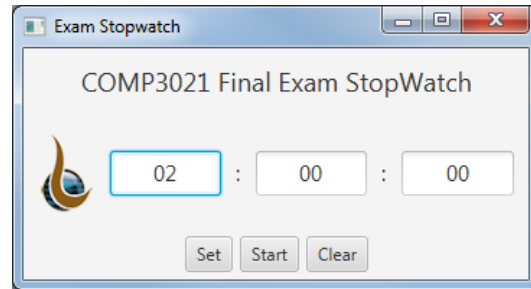 Exam Stopwatch
COMP3021 Final Exam StopWatch
02 : 00 : 00
Set Start Clear